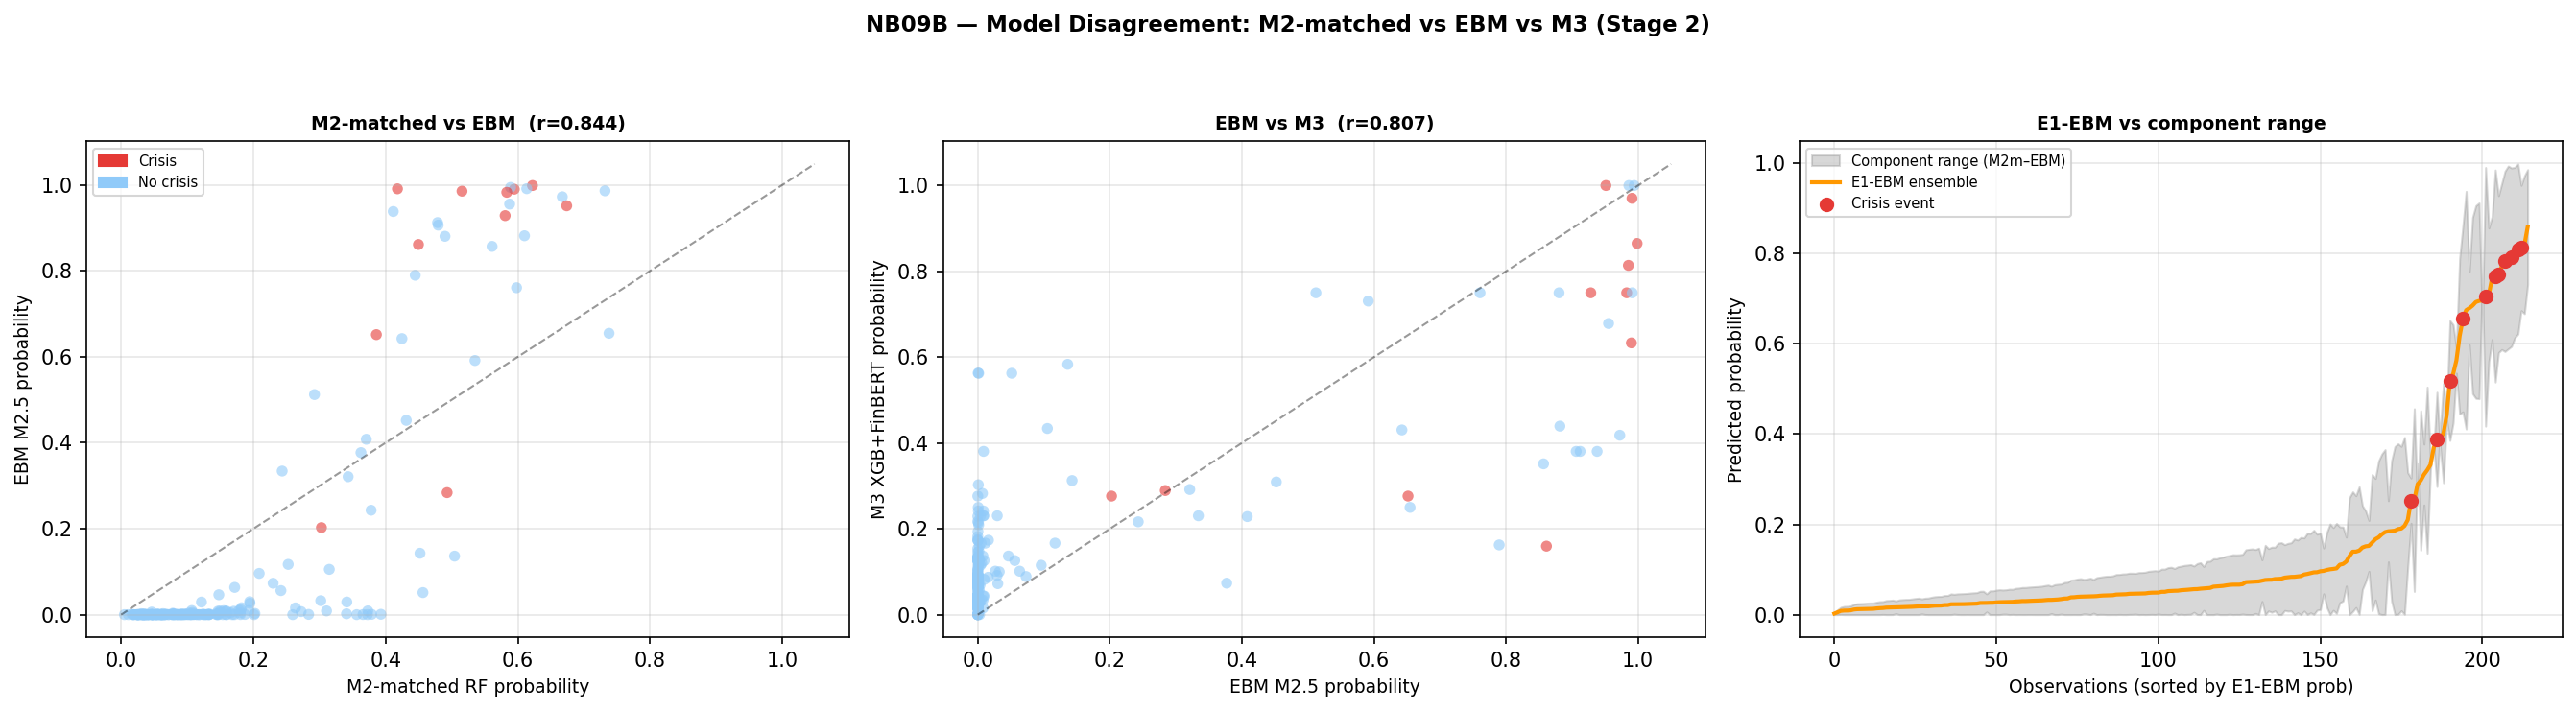 NB09B — Model Disagreement: M2-matched vs EBM vs M3 (Stage 2)
M2-matched vs EBM  (r=0.844)
Crisis
No crisis
EBM M2.5 probability
1.0
0.8
0.6
0.4
0.2
0.0
0.0 0.2 0.4 0.6 0.8 1.0
M2-matched RF probability
EBM vs M3  (r=0.807)
M3 XGB+FinBERT probability
1.0
0.8
0.6
0.4
0.2
0.0
0.0 0.2 0.4 0.6 0.8 1.0
EBM M2.5 probability
E1-EBM vs component range
Component range (M2m–EBM)
E1-EBM ensemble
Crisis event
Predicted probability
1.0
0.8
0.6
0.4
0.2
0.0
0 50 100 150 200
Observations (sorted by E1-EBM prob)